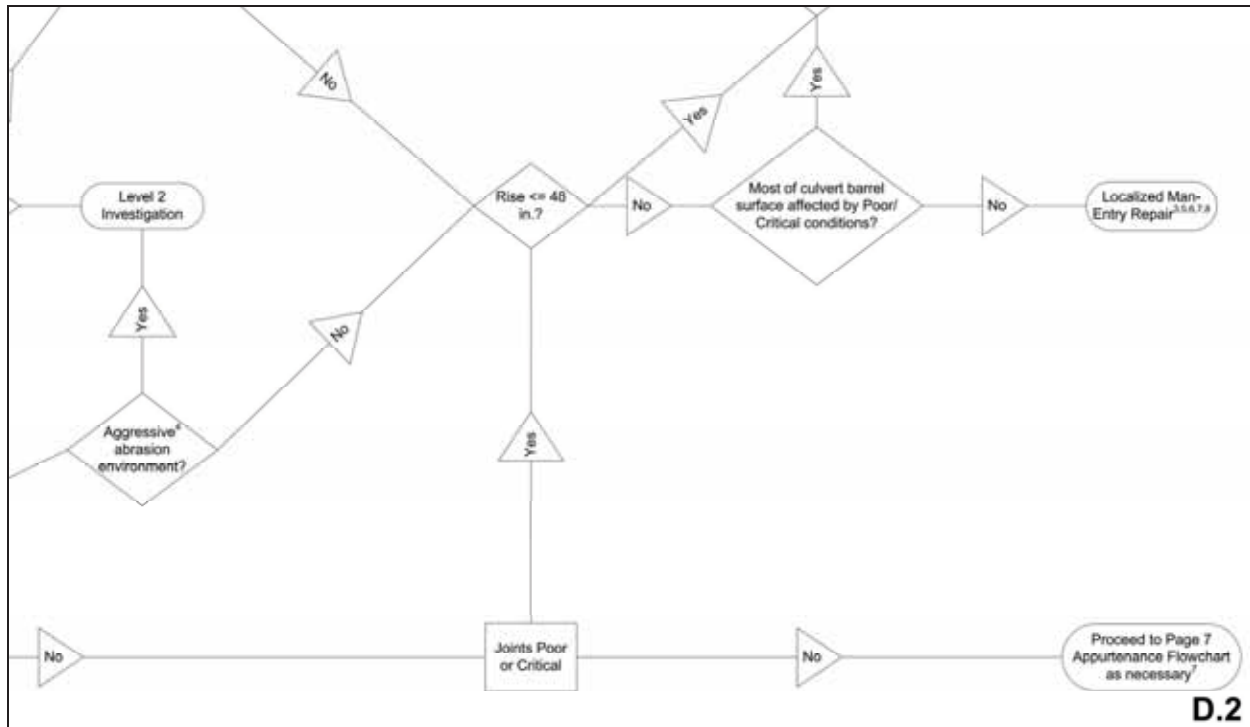 No
Yes
Yes
Level 2
Investigation
Rise <= 48
in.?
No
Most of culvert barrel
surface affected by Poor/
Critical conditions?
No
Localized Man-
Entry Repair3,5,6,7,8
Yes
No
Aggressive4
abrasion
environment?
Yes
No
Joints Poor
or Critical
No
Proceed to Page 7
Appurtenance Flowchart
as necessary7
D.2